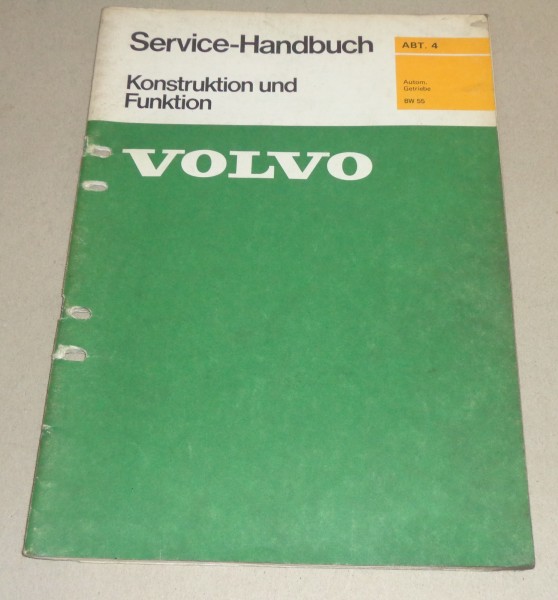 Service-Handbuch
Konstruktion und
Funktion
ABT. 4
Autom.
Getriebe
BW 55
VOLVO